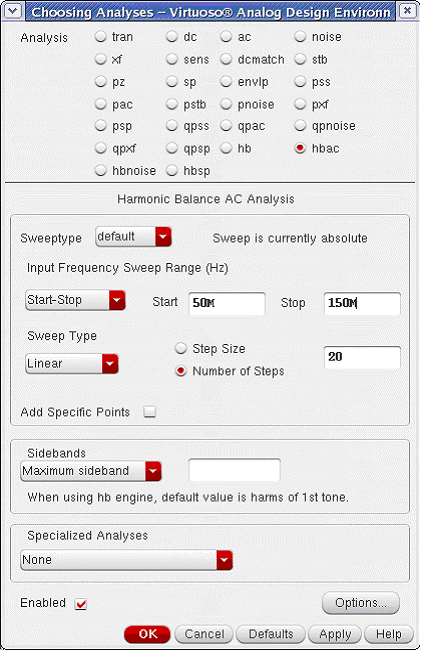 Choosing Analyses -- Virtuoso® Analog Design Environn
Analysis tran dc ac noise
xf sens dcmatch stb
pz sp envlp pss
pac pstb pnoise pxf
psp qpss qpac qpnoise
qpxf qpsp hb hbac
hbnoise hbsp
Harmonic Balance AC Analysis
Sweeptype default Sweep is currently absolute
Input Frequency Sweep Range (Hz)
Start-Stop Start 50M Stop 150M
Sweep Type
Step Size
Linear 20
Number of Steps
Add Specific Points
Sidebands
Maximum sideband
When using hb engine, default value is harms of 1st tone.
Specialized Analyses
None
Enabled Options...
OK Cancel Defaults Apply Help